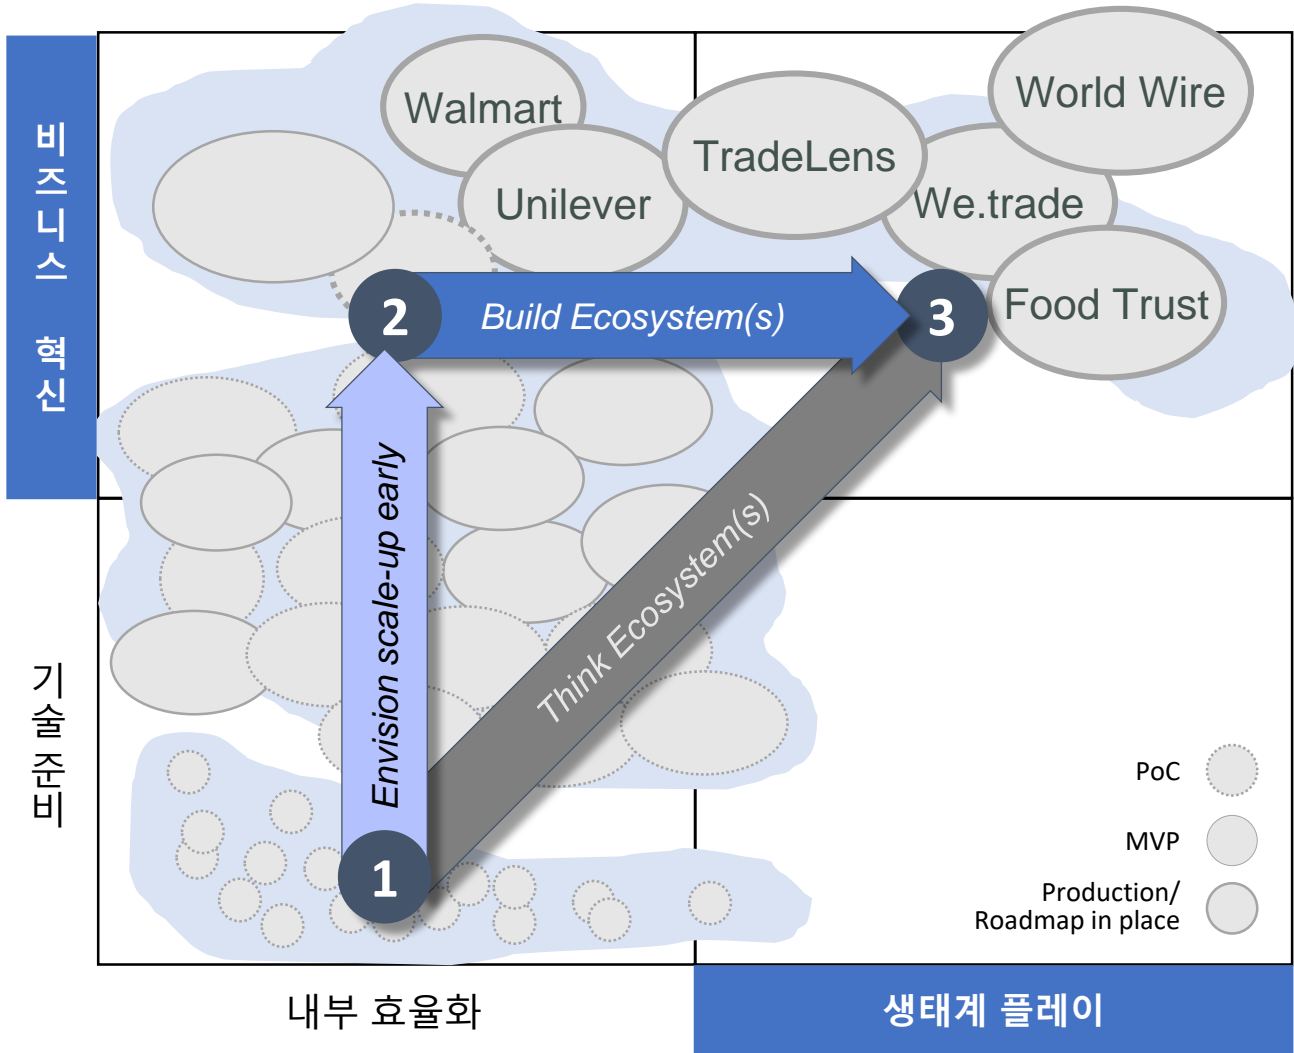 비즈니스 혁신
Walmart
Unilever
TradeLens
World Wire
We.trade
Food Trust
2
Build Ecosystem(s)
3
Envision scale-up early
Think Ecosystem(s)
1
기술 준비
PoC
MVP
Production/
Roadmap in place
내부 효율화
생태계 플레이